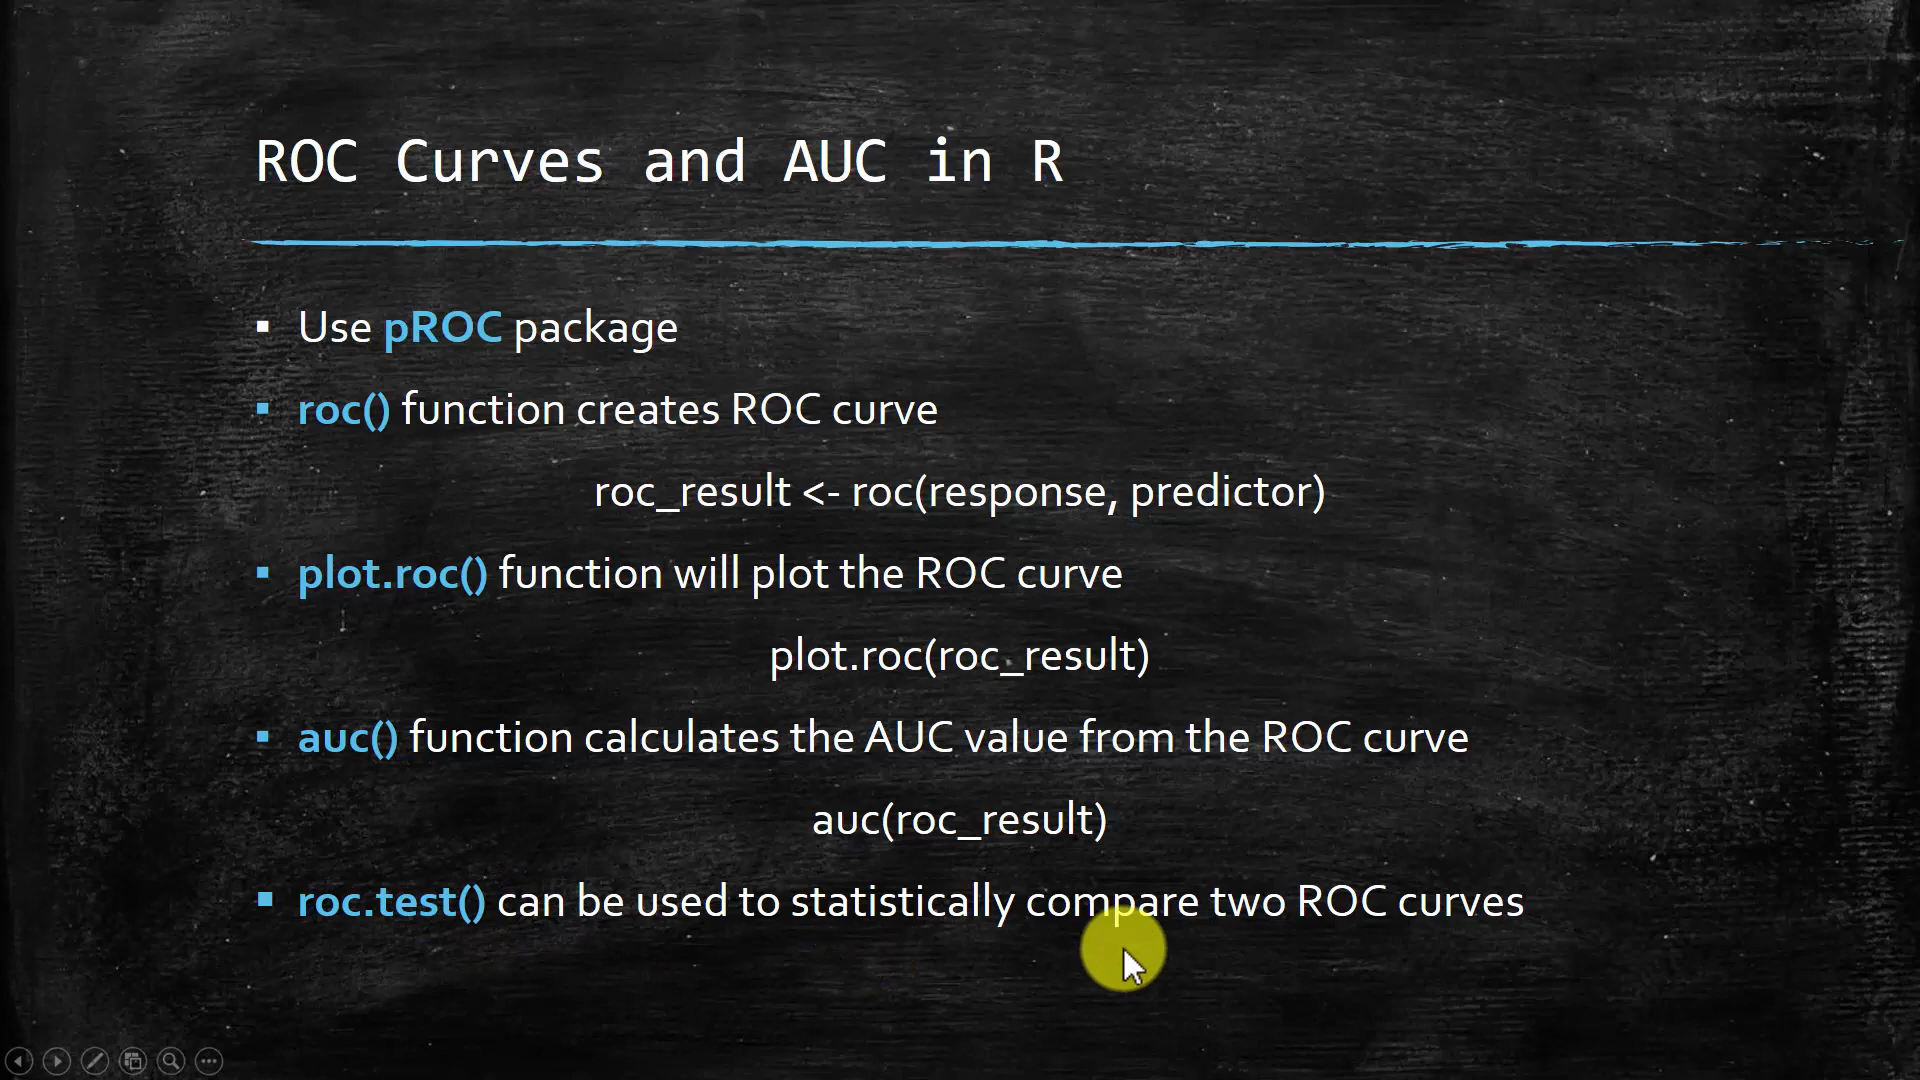 ROC Curves and AUC in R
▪ Use pROC package
▪ roc() function creates ROC curve
roc_result <- roc(response, predictor)
▪ plot.roc() function will plot the ROC curve
plot.roc(roc_result)
▪ auc() function calculates the AUC value from the ROC curve
auc(roc_result)
▪ roc.test() can be used to statistically compare two ROC curves